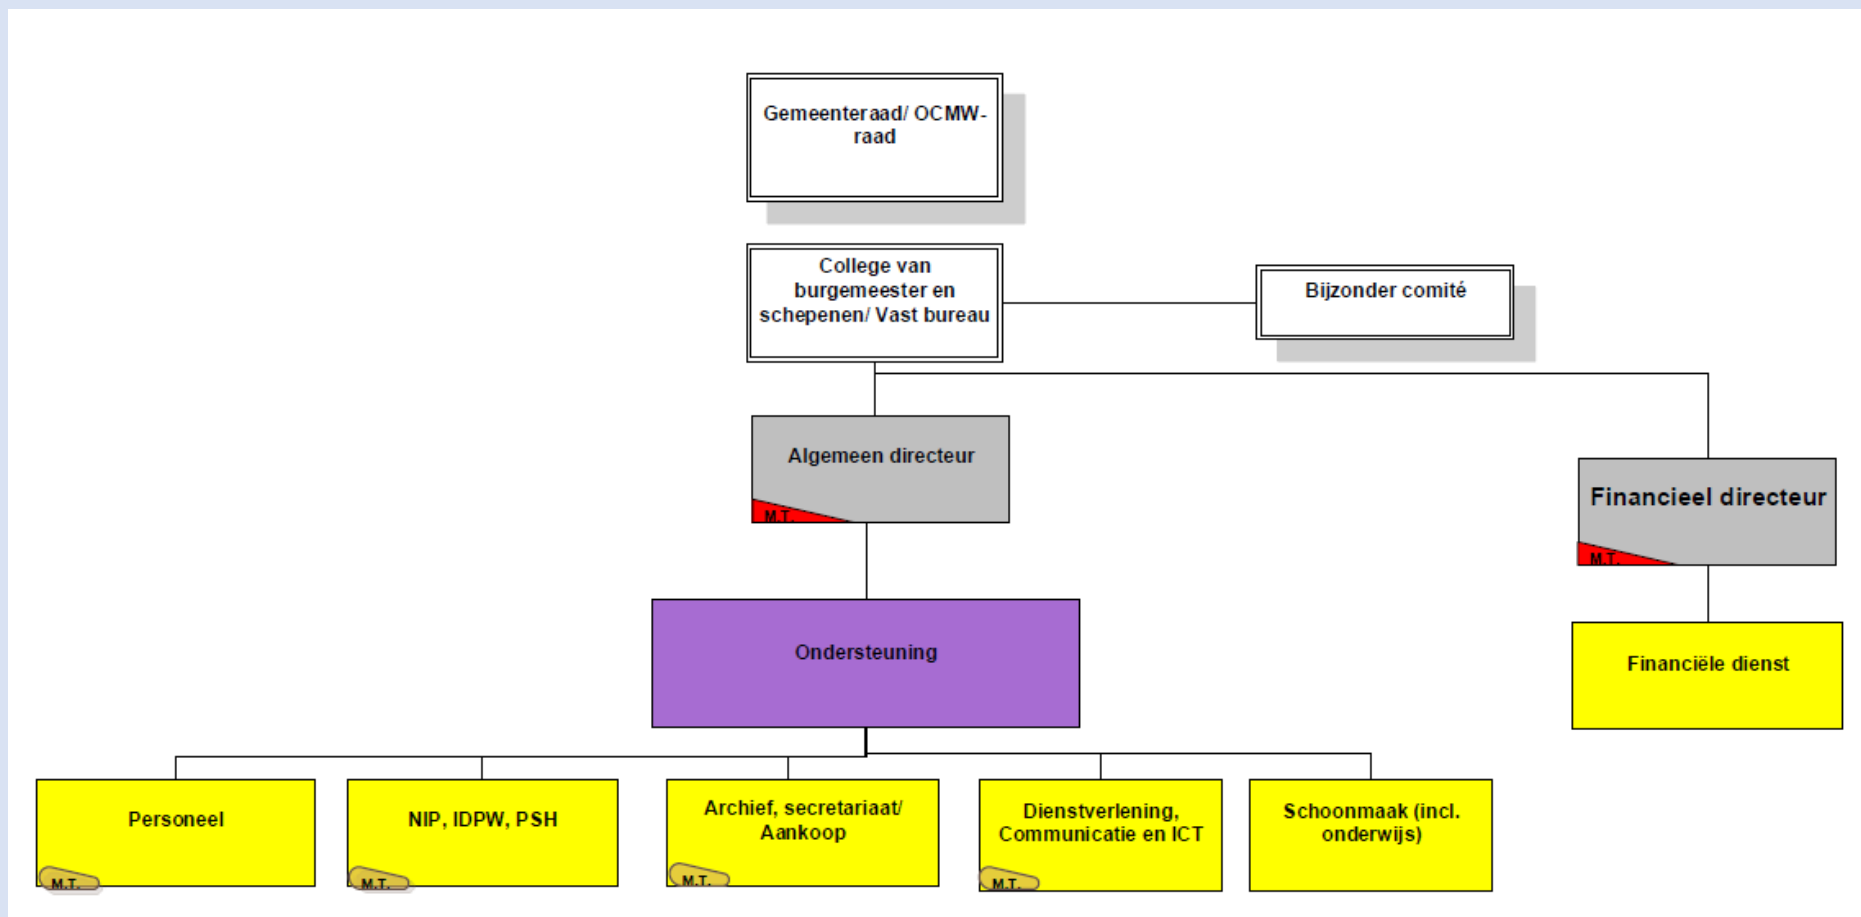 Gemeenteraad/ OCMW-
raad
College van
burgemeester en
schepenen/ Vast bureau
Bijzonder comité
Algemeen directeur
M.T.
Financieel directeur
M.T.
Ondersteuning
Financiële dienst
Personeel
M.T.
NIP, IDPW, PSH
M.T.
Archief, secretariaat/
Aankoop
M.T.
Dienstverlening,
Communicatie en ICT
M.T.
Schoonmaak (incl.
onderwijs)